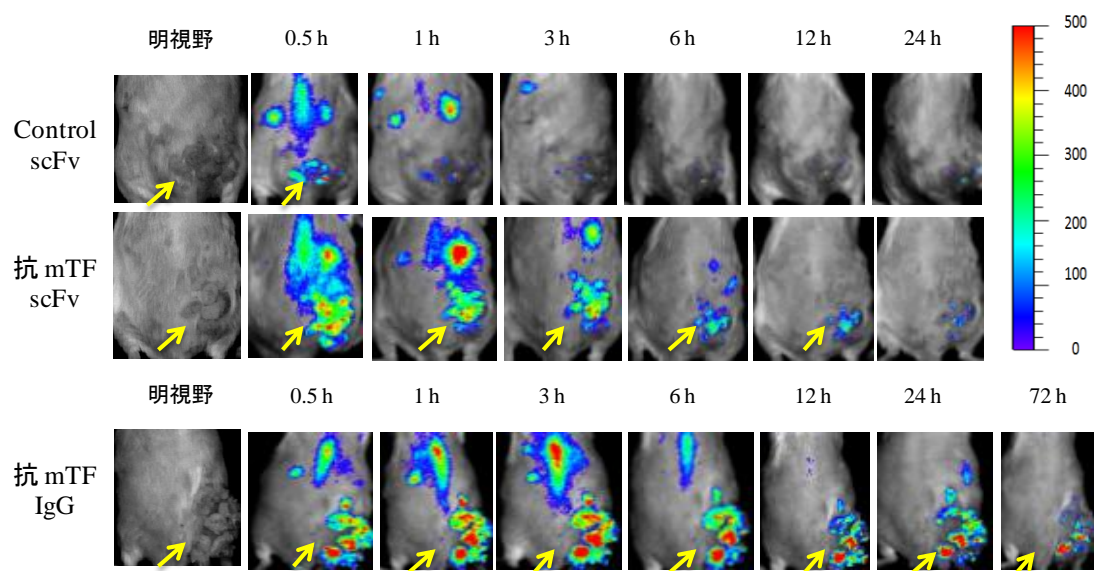 明視野 0.5 h 1 h 3 h 6 h 12 h 24 h
500
400
300
200
100
0
Control
scFv
抗 mTF
scFv
明視野 0.5 h 1 h 3 h 6 h 12 h 24 h 72 h
抗 mTF
IgG